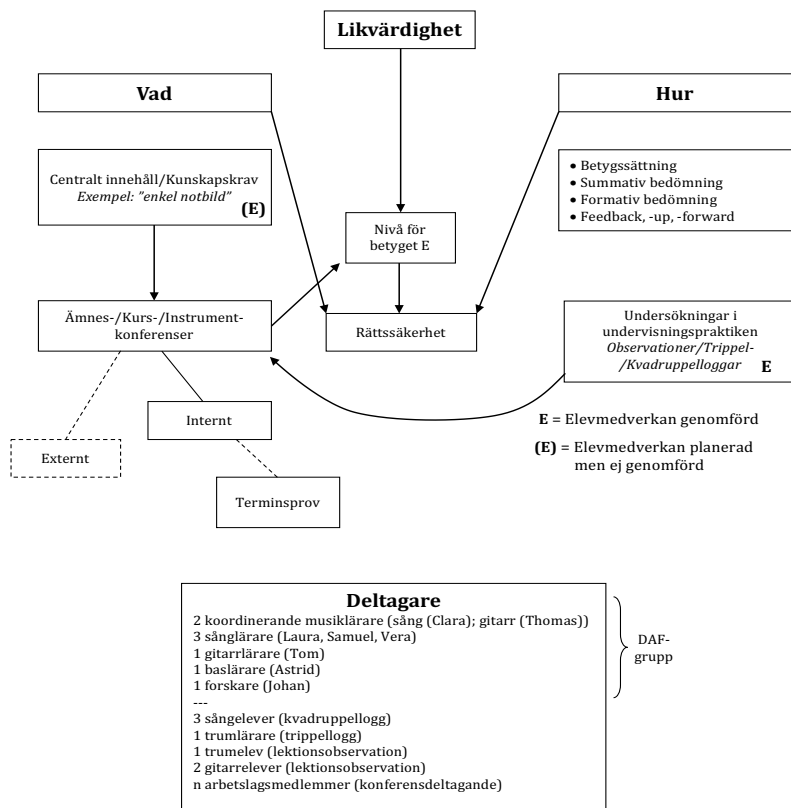 Likvärdighet
Vad
Hur
Centralt innehåll/Kunskapskrav
Exempel: ”enkel notbild”
(E)
• Betygssättning
• Summativ bedömning
• Formativ bedömning
• Feedback, -up, -forward
Nivå för
betyget E
Ämnes-/Kurs-/Instrument-
konferenser
Rättssäkerhet
Undersökningar i
undervisningspraktiken
Observationer/Trippel-
/Kvadruppelloggar
E
Internt
Externt
Terminsprov
E = Elevmedverkan genomförd
(E) = Elevmedverkan planerad
men ej genomförd
Deltagare
2 koordinerande musiklärare (sång (Clara); gitarr (Thomas))
3 sånglärare (Laura, Samuel, Vera)
1 gitarrlärare (Tom)
1 baslärare (Astrid)
1 forskare (Johan)
---
3 sångelever (kvadruppellogg)
1 trumlärare (trippellogg)
1 trumelev (lektionsobservation)
2 gitarrelever (lektionsobservation)
n arbetslagsmedlemmer (konferensdeltagande)
DAF-
grupp